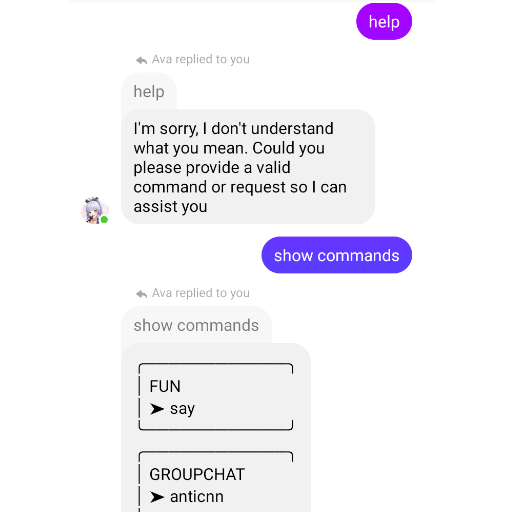 help
Ava replied to you
help
I'm sorry, I don't understand
what you mean. Could you
please provide a valid
command or request so I can
assist you
show commands
Ava replied to you
show commands
FUN
➤ say
GROUPCHAT
➤ anticnn